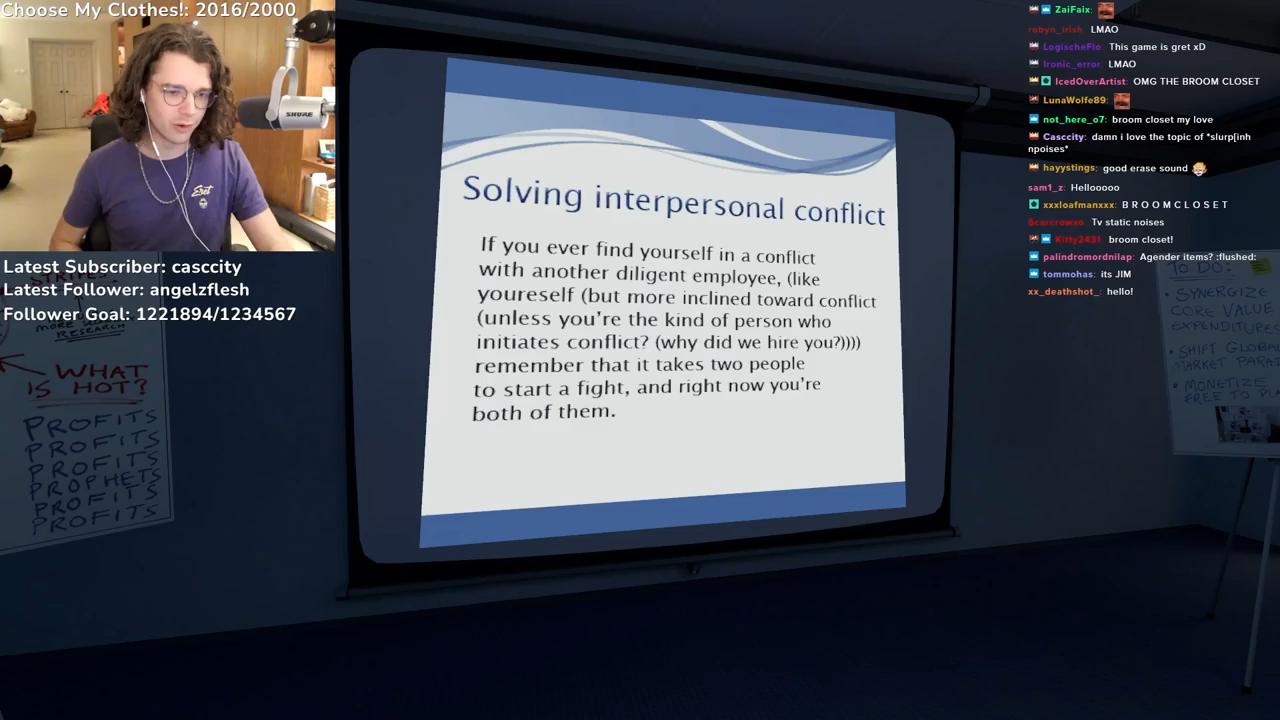 Choose My Clothes!: 2016/2000
SHURE
Eret
Latest Subscriber: casccity
Latest Follower: angelzflesh
Follower Goal: 1221894/1234567
MORE
RESEARCH
WHAT
IS HOT?
PROFITS
PROFITS
PROFITS
PROPHETS
PROFITS
PROFITS
Solving interpersonal conflict
If you ever find yourself in a conflict
with another diligent employee, (like
youreself (but more inclined toward conflict
(unless you're the kind of person who
initiates conflict? (why did we hire you?))))
remember that it takes two people
to start a fight, and right now you're
both of them.
ZaiFaix:
robyn_irish: LMAO
LogischeFlo: This game is gret xD
Ironic_error: LMAO
IcedOverArtist: OMG THE BROOM CLOSET
LunaWolfe89:
not_here_o7: broom closet my love
Casccity: damn i love the topic of *slurp[inh
npoises*
hayystings: good erase sound
sam1_z: Hellooooo
xxxloafmanxxx: B R O O M C L O S E T
Scarcrowxo: Tv static noises
Kitty2431: broom closet!
palindromordnilap: Agender items? :flushed:
tommohas: its JIM
xx_deathshot_: hello!
TO DO:
• SYNERGIZE
CORE VALUE
EXPENDITURES
• SHIFT GLOBAL
MARKET
• MONETIZE
FREE TO